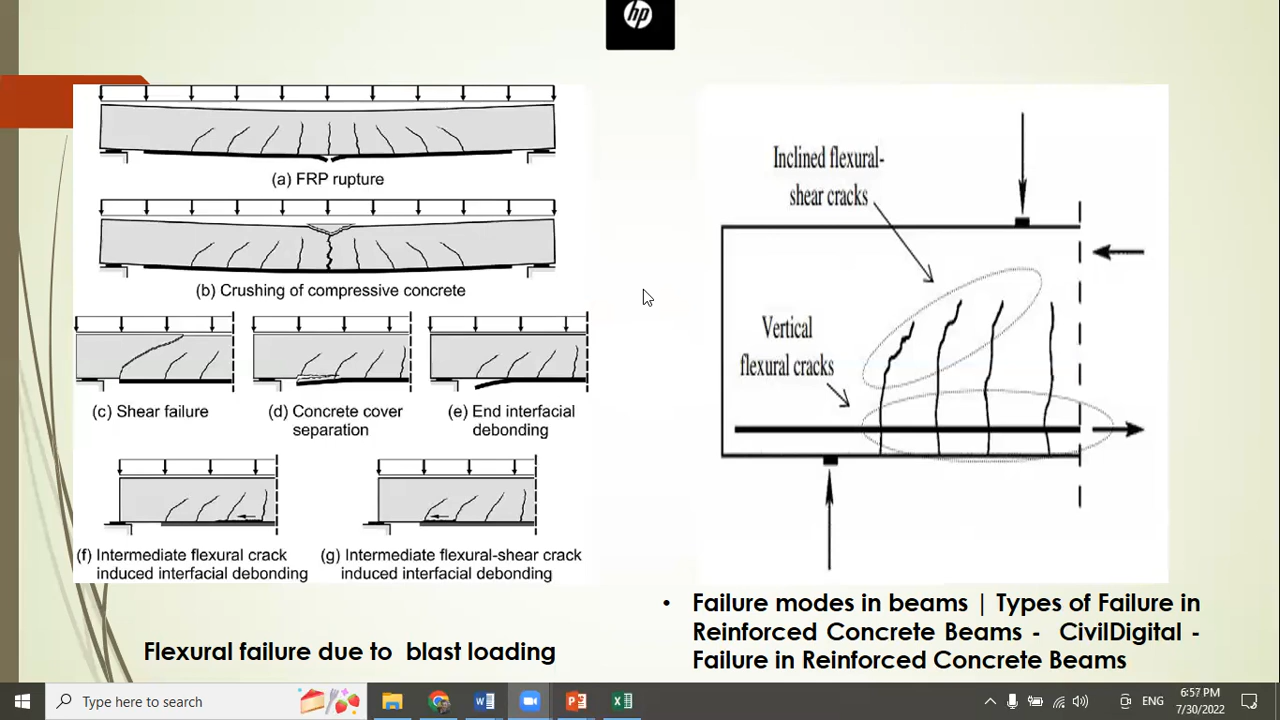 hp
(a) FRP rupture
(b) Crushing of compressive concrete
(c) Shear failure
(d) Concrete cover
separation
(e) End interfacial
debonding
(f) Intermediate flexural crack
induced interfacial debonding
(g) Intermediate flexural-shear crack
induced interfacial debonding
Flexural failure due to blast loading
Inclined flexural-
shear cracks
Vertical
flexural cracks
• Failure modes in beams | Types of Failure in
Reinforced Concrete Beams - CivilDigital -
Failure in Reinforced Concrete Beams
Type here to search
ENG
6:57 PM
7/30/2022